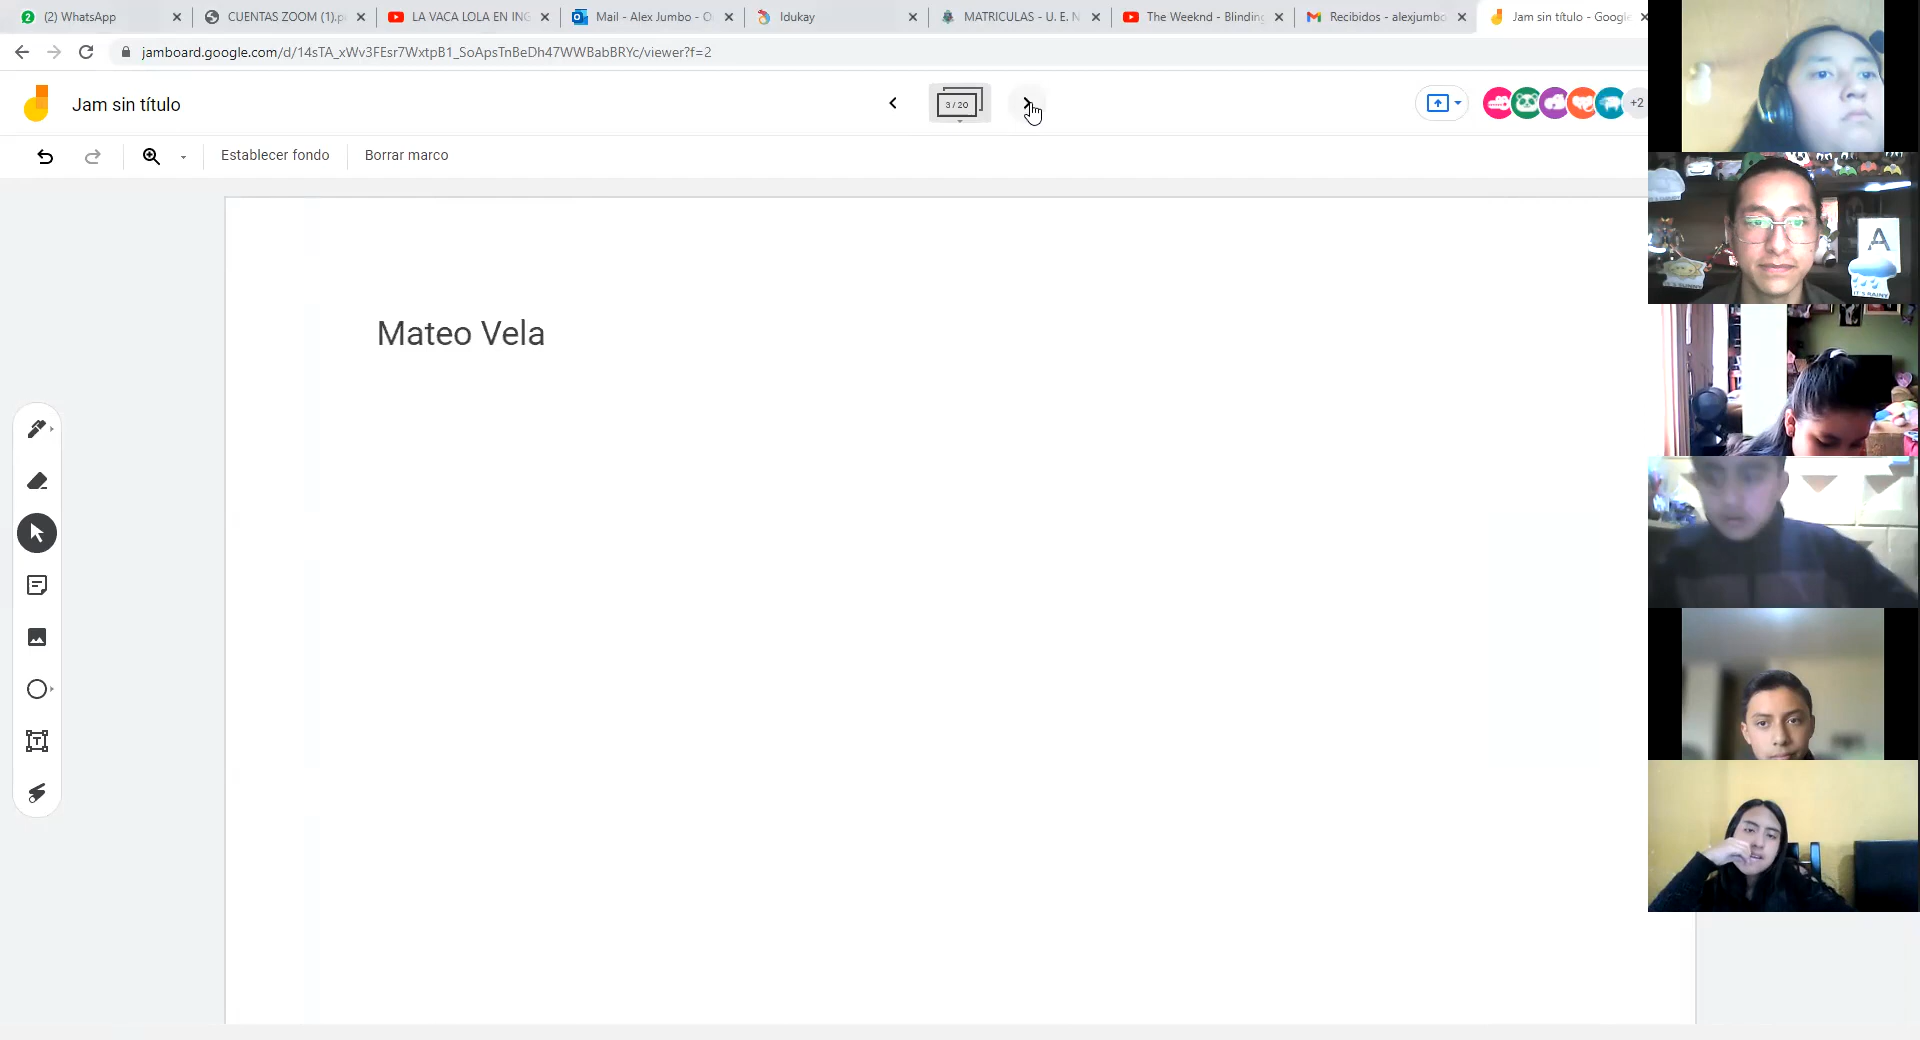 (2) WhatsApp
CUENTAS ZOOM (1).p
LA VACA LOLA EN ING
Mail - Alex Jumbo - O
Idukay
MATRICULAS - U. E. N
The Weeknd - Blinding
Recibidos - alexjumbo
Jam sin título - Google
jamboard.google.com/d/14sTA_xWv3FEsr7WxtpB1_SoApsTnBeDh47WWBabBRYc/viewer?f=2
Jam sin título
3 / 20
+2
Establecer fondo
Borrar marco
Mateo Vela
A
IT'S RAINY